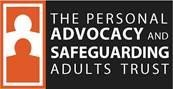 THE PERSONAL
ADVOCACY AND
SAFEGUARDING
ADULTS TRUST